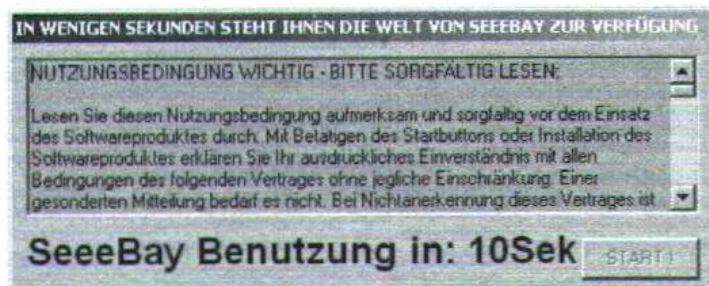 IN WENIGEN SEKUNDEN STEHT IHNEN DIE WELT VON SEEEBAY ZUR VERFÜGUNG
NUTZUNGSBEDINGUNG WICHTIG - BITTE SORGFÄLTIG LESEN:
Lesen Sie diesen Nutzungsbedingung aufmerksam und sorgfältig vor dem Einsatz
des Softwareproduktes durch. Mit Betätigen des Startbuttons oder Installation des
Softwareproduktes erklären Sie Ihr ausdrückliches Einverständnis mit allen
Bedingungen des folgenden Vertrages ohne jegliche Einschränkung. Einer
gesonderten Mitteilung bedarf es nicht. Bei Nichtanerkennung dieses Vertrages ist
SeeeBay Benutzung in: 10Sek
START !